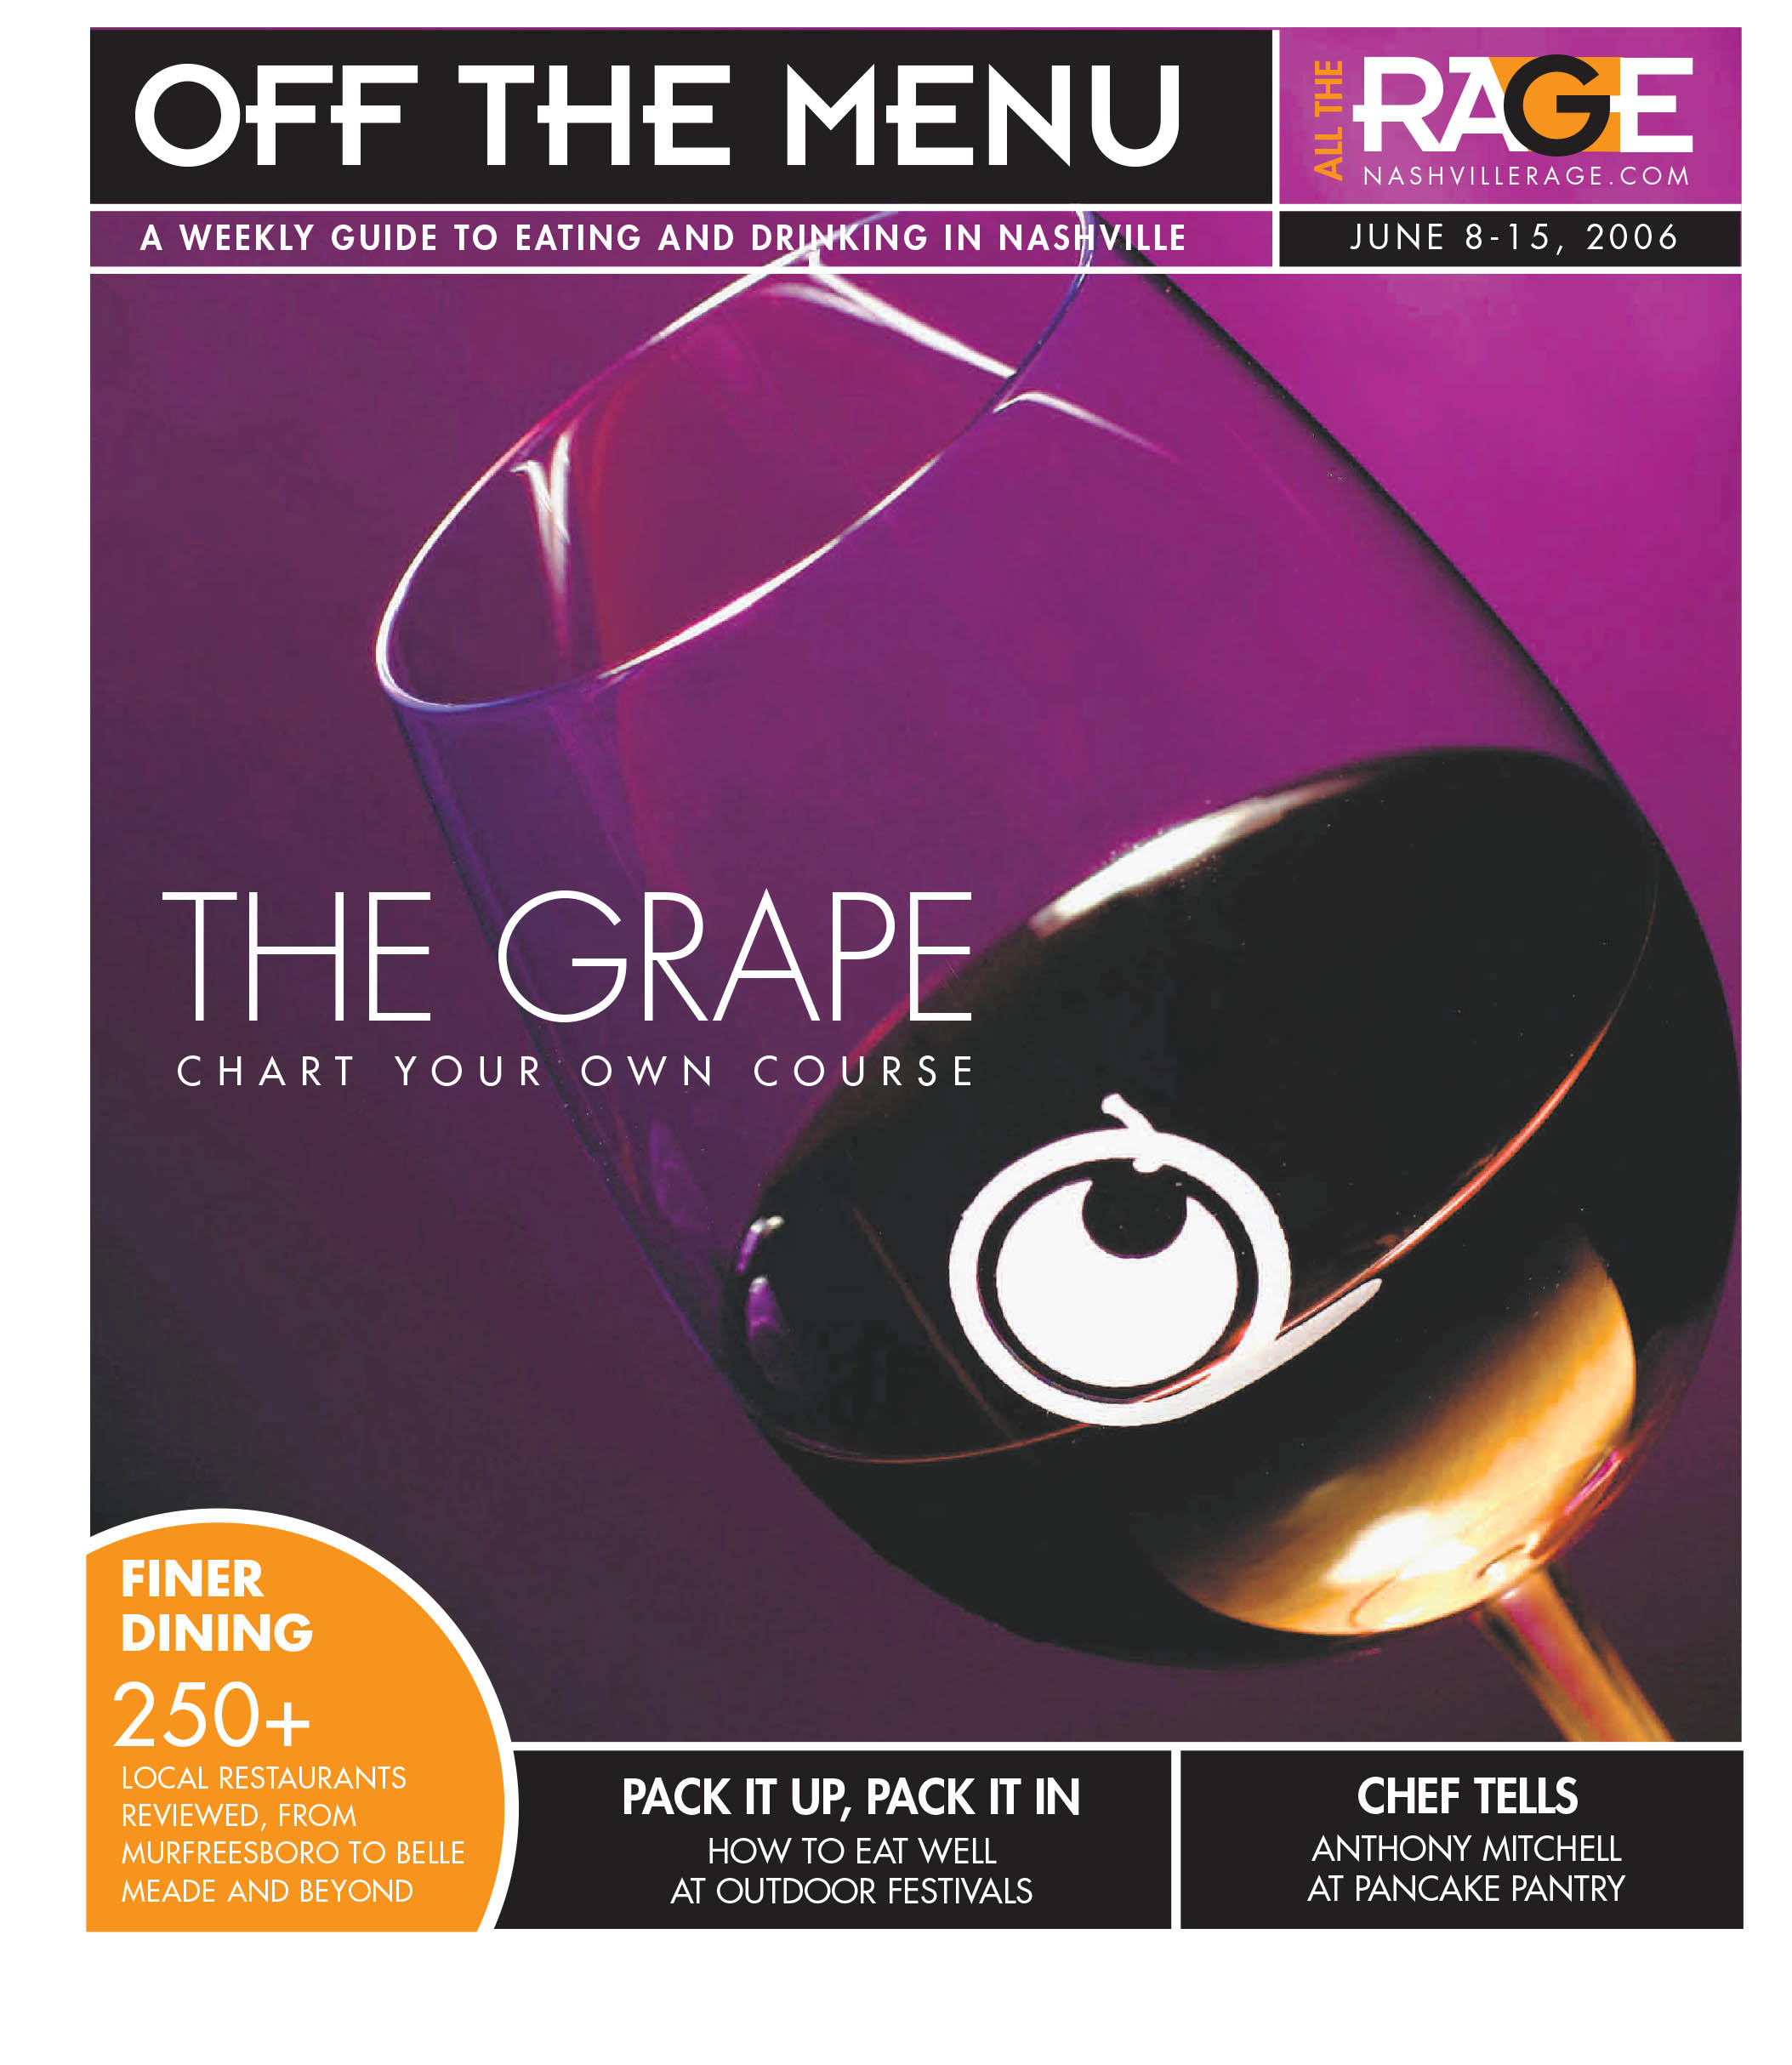 OFF THE MENU
ALL THE
RAGE
NASHVILLERAGE.COM
A WEEKLY GUIDE TO EATING AND DRINKING IN NASHVILLE
JUNE 8-15, 2006
THE GRAPE
CHART YOUR OWN COURSE
FINER
DINING
250+
LOCAL RESTAURANTS
REVIEWED, FROM
MURFREESBORO TO BELLE
MEADE AND BEYOND
PACK IT UP, PACK IT IN
HOW TO EAT WELL
AT OUTDOOR FESTIVALS
CHEF TELLS
ANTHONY MITCHELL
AT PANCAKE PANTRY